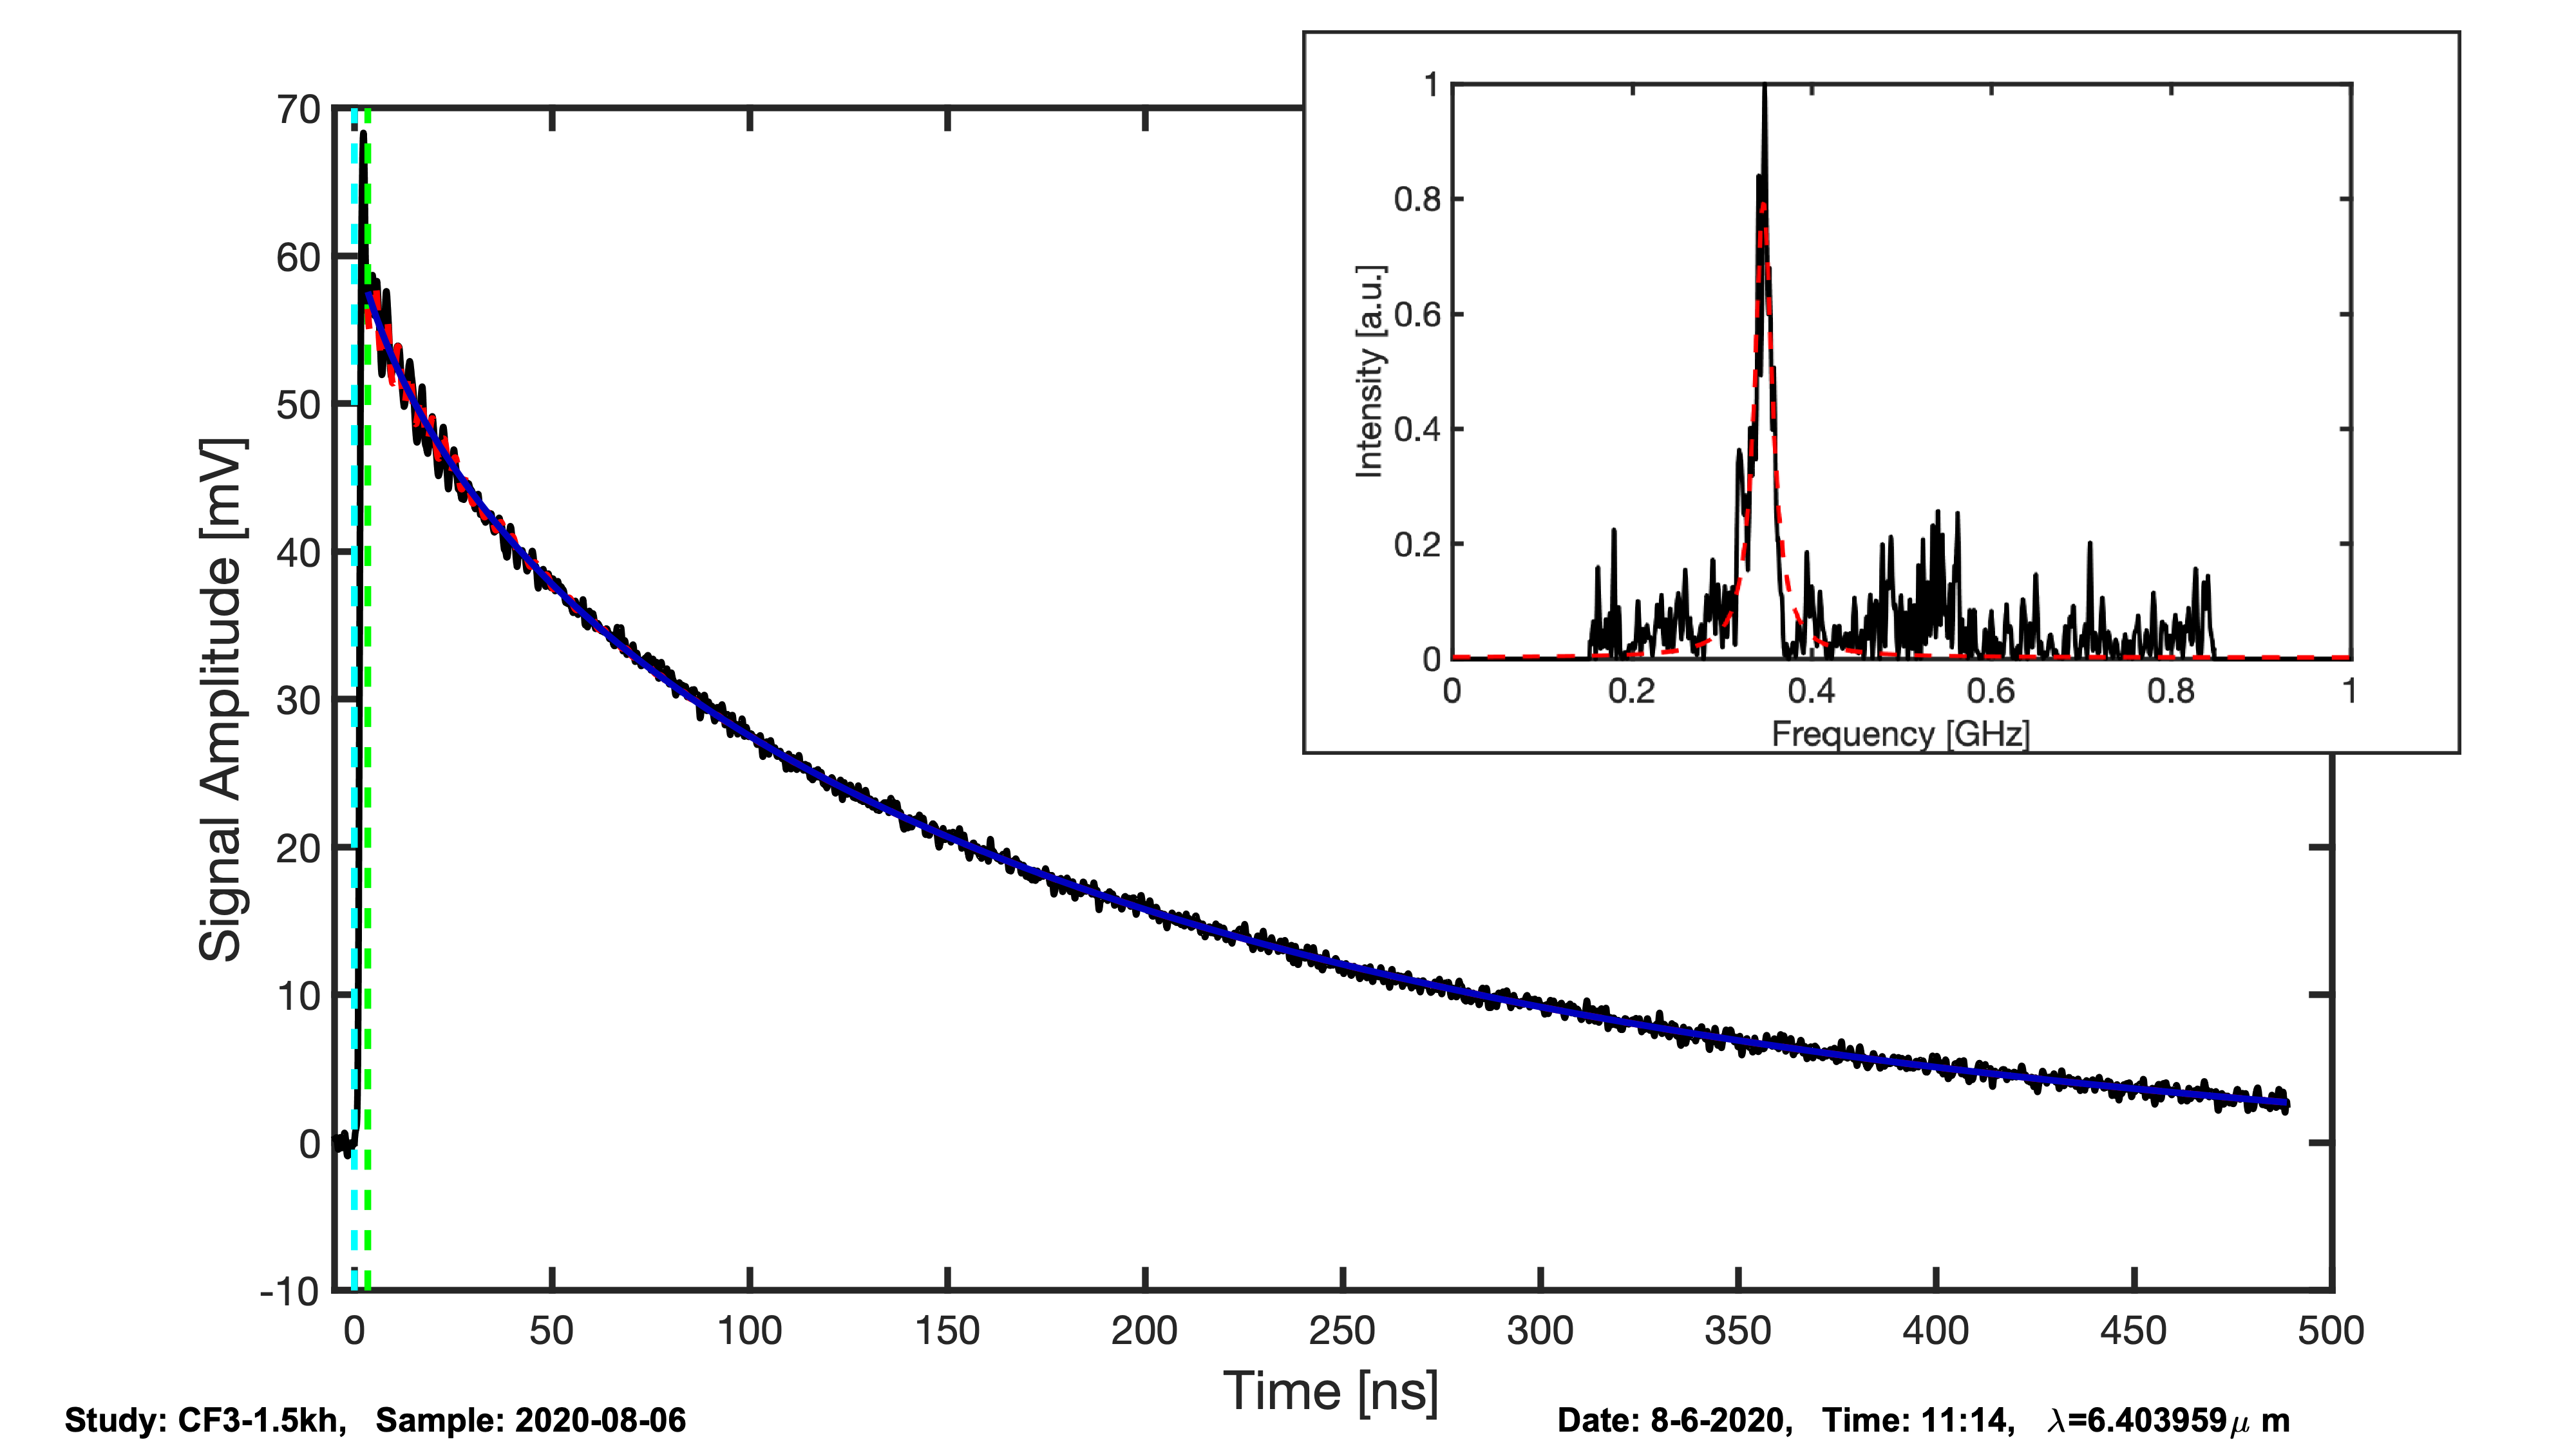 70
60
50
40
30
20
10
0
-10
Signal Amplitude [mV]
0 50 100 150 200 250 300 350 400 450 500
Time [ns]
1
0.8
0.6
0.4
0.2
0
Intensity [a.u.]
0 0.2 0.4 0.6 0.8 1
Frequency [GHz]
Study: CF3-1.5kh, Sample: 2020-08-06
Date: 8-6-2020, Time: 11:14, λ=6.403959μ m